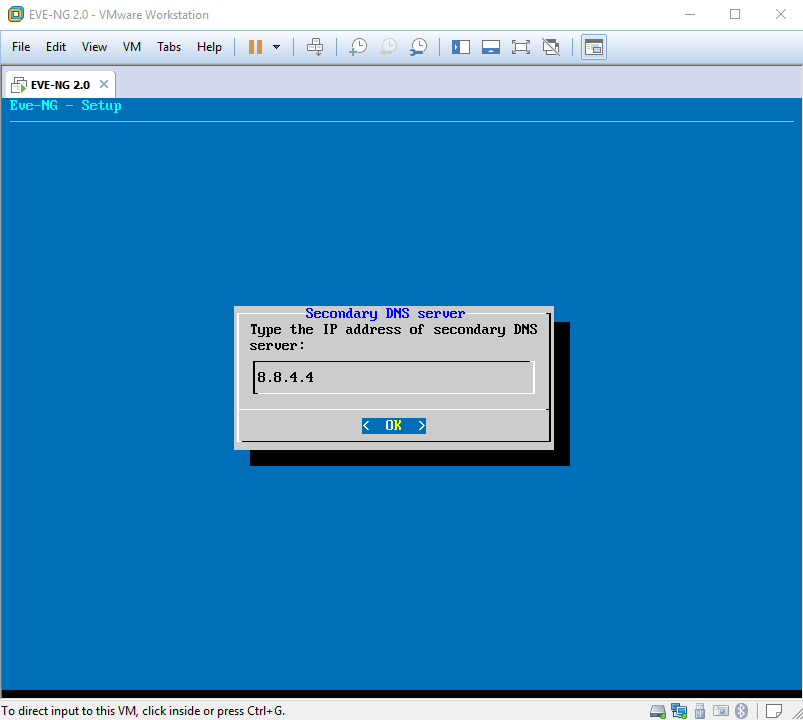 EVE-NG 2.0 - VMware Workstation
File Edit View VM Tabs Help
EVE-NG 2.0
Eve-NG - Setup
Secondary DNS server
Type the IP address of secondary DNS
server:
8.8.4.4
< OK >
To direct input to this VM, click inside or press Ctrl+G.